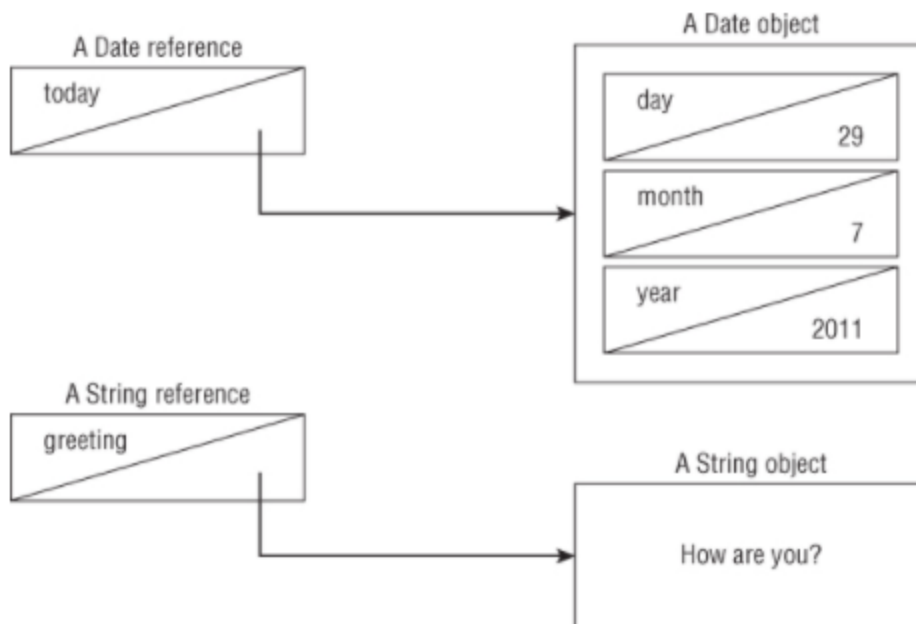 A Date reference
today
A Date object
day
29
month
7
year
2011
A String reference
greeting
A String object
How are you?